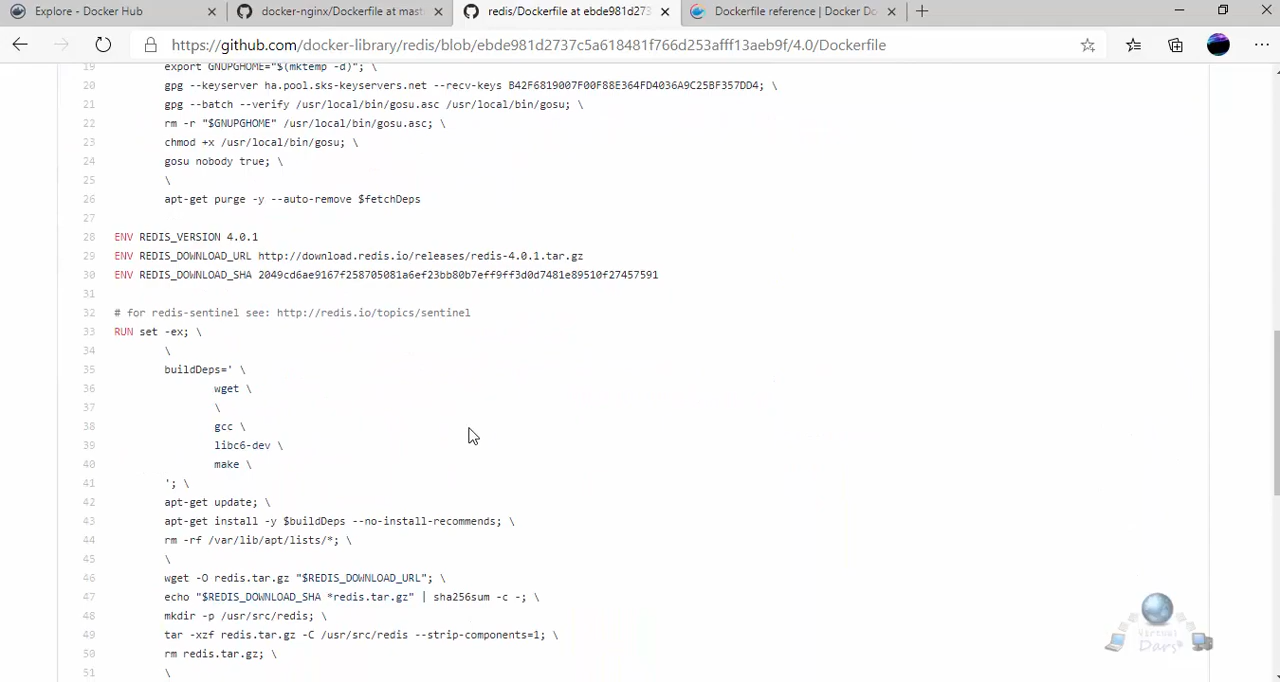 Explore - Docker Hub
docker-nginx/Dockerfile at mast
redis/Dockerfile at ebde981d273
Dockerfile reference | Docker Do
https://github.com/docker-library/redis/blob/ebde981d2737c5a618481f766d253afff13aeb9f/4.0/Dockerfile
19 export GNUPGHOME="$(mktemp -d)"; \
20 gpg --keyserver ha.pool.sks-keyservers.net --recv-keys B42F6819007F00F88E364FD4036A9C25BF357DD4; \
21 gpg --batch --verify /usr/local/bin/gosu.asc /usr/local/bin/gosu; \
22 rm -r "$GNUPGHOME" /usr/local/bin/gosu.asc; \
23 chmod +x /usr/local/bin/gosu; \
24 gosu nobody true; \
25 \
26 apt-get purge -y --auto-remove $fetchDeps
27
28 ENV REDIS_VERSION 4.0.1
29 ENV REDIS_DOWNLOAD_URL http://download.redis.io/releases/redis-4.0.1.tar.gz
30 ENV REDIS_DOWNLOAD_SHA 2049cd6ae9167f258705081a6ef23bb80b7eff9ff3d0d7481e89510f27457591
31
32 # for redis-sentinel see: http://redis.io/topics/sentinel
33 RUN set -ex; \
34 \
35 buildDeps=' \
36 wget \
37 \
38 gcc \
39 libc6-dev \
40 make \
41 '; \
42 apt-get update; \
43 apt-get install -y $buildDeps --no-install-recommends; \
44 rm -rf /var/lib/apt/lists/*; \
45 \
46 wget -O redis.tar.gz "$REDIS_DOWNLOAD_URL"; \
47 echo "$REDIS_DOWNLOAD_SHA *redis.tar.gz" | sha256sum -c -; \
48 mkdir -p /usr/src/redis; \
49 tar -xzf redis.tar.gz -C /usr/src/redis --strip-components=1; \
50 rm redis.tar.gz; \
51 \
Virtual
Dars